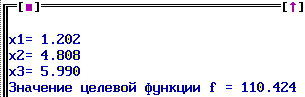 [■] [↑]
x1= 1.202
x2= 4.808
x3= 5.990
Значение целевой функции f = 110.424